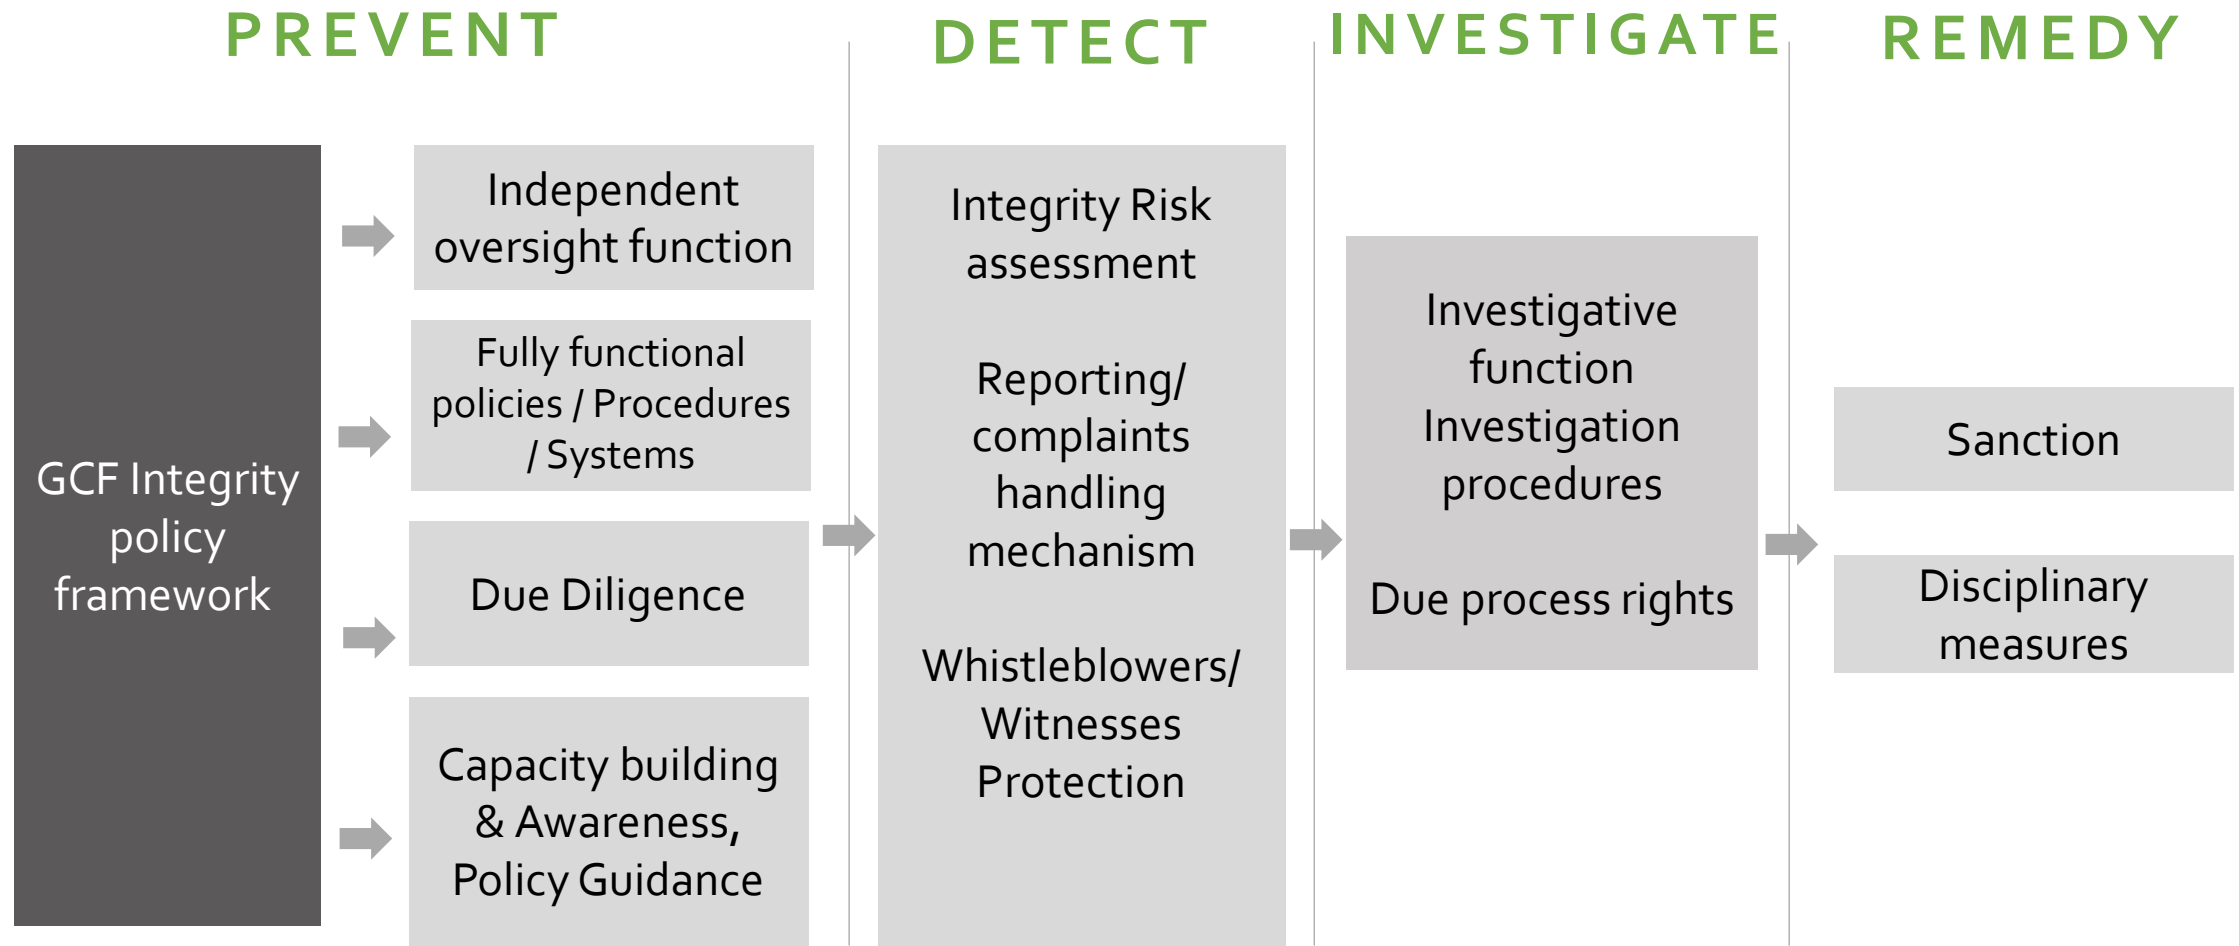 PREVENT
DETECT
INVESTIGATE
REMEDY
GCF Integrity
policy
framework
Independent
oversight function
Fully functional
policies / Procedures
/ Systems
Due Diligence
Capacity building
& Awareness,
Policy Guidance
Integrity Risk
assessment
Reporting/
complaints
handling
mechanism
Whistleblowers/
Witnesses
Protection
Investigative
function
Investigation
procedures
Due process rights
Sanction
Disciplinary
measures